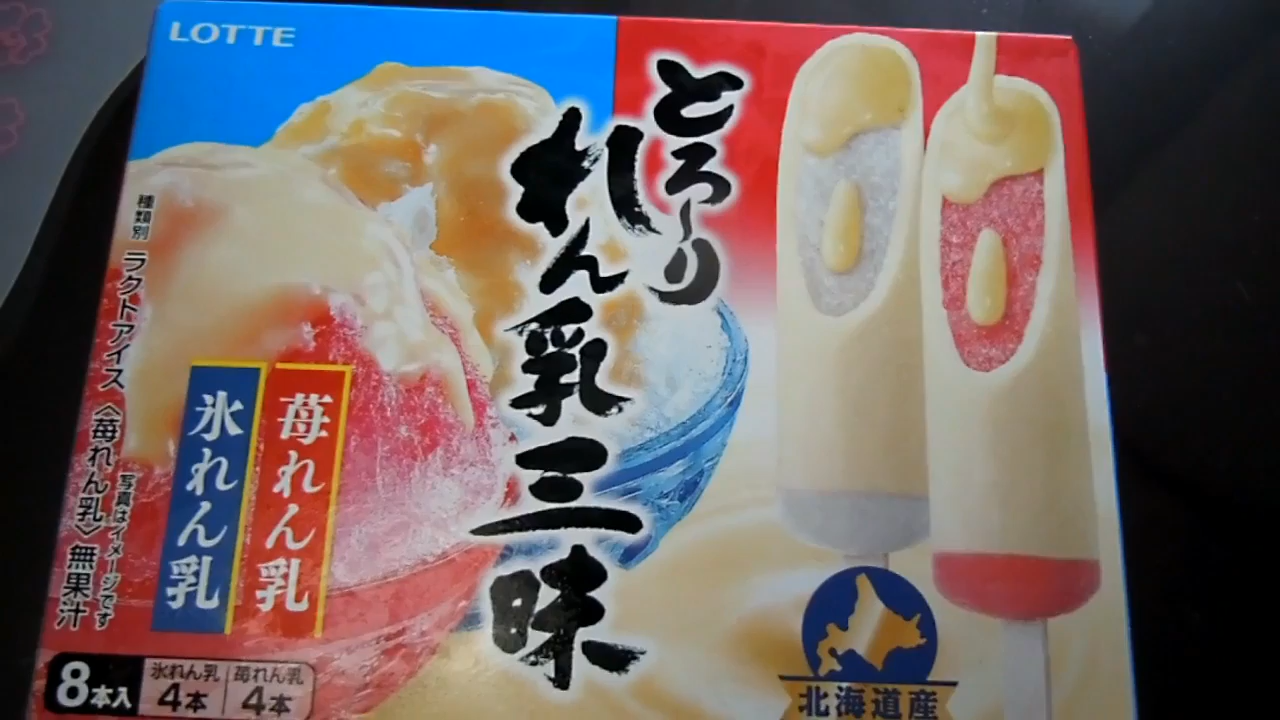 LOTTE
とろ〜り
れん乳三味
種類別 ラクトアイス 〈苺れん乳〉 無果汁
写真はイメージです
苺れん乳
氷れん乳
8本入
氷れん乳 4本
苺れん乳 4本
北海道産